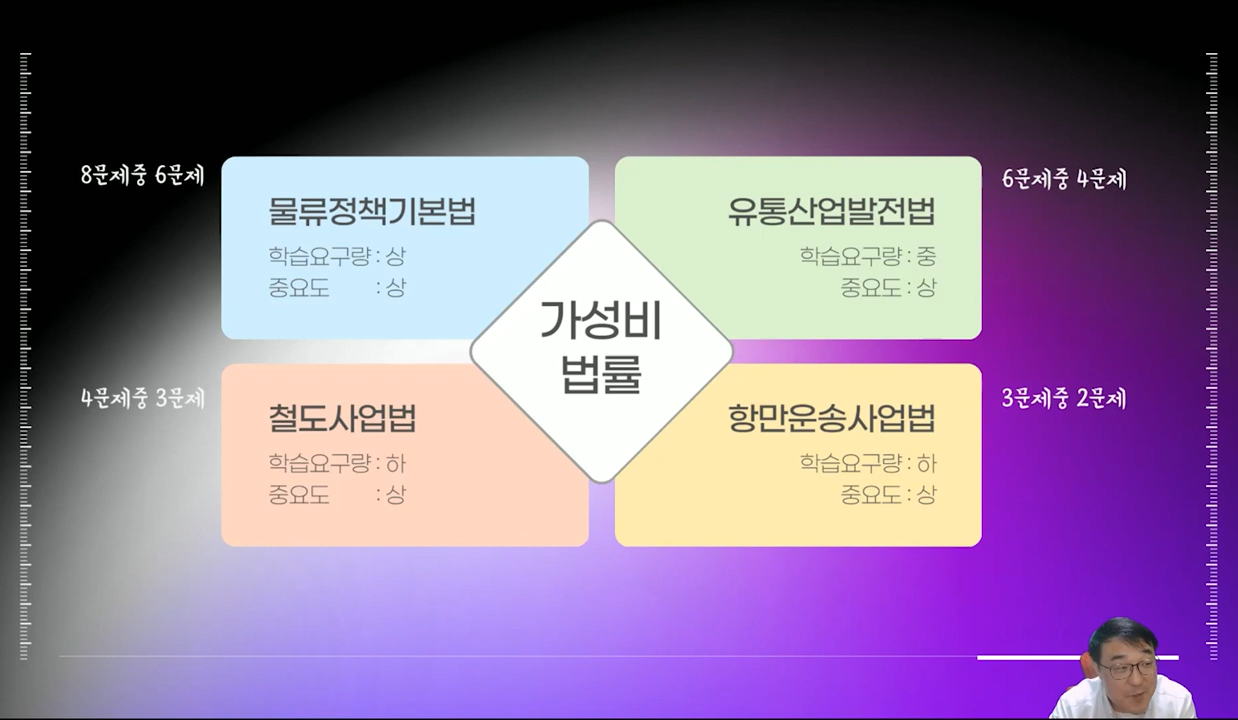 8문제중 6문제
물류정책기본법
학습요구량 : 상
중요도 : 상
유통산업발전법
학습요구량 : 중
중요도 : 상
6문제중 4문제
가성비
법률
4문제중 3문제
철도사업법
학습요구량 : 하
중요도 : 상
항만운송사업법
학습요구량 : 하
중요도 : 상
3문제중 2문제